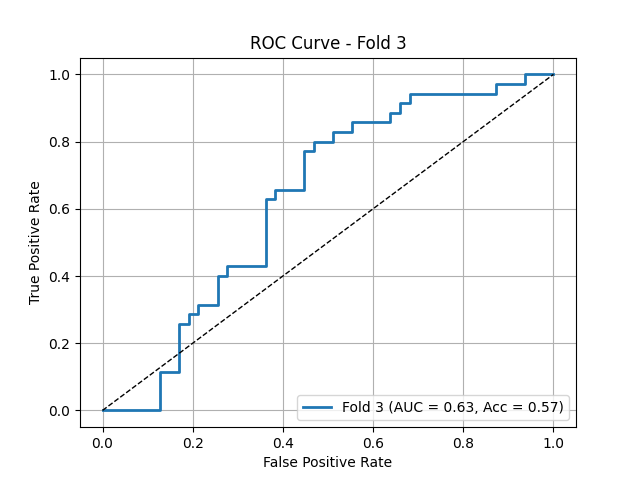 ROC Curve - Fold 3
True Positive Rate
1.0
0.8
0.6
0.4
0.2
0.0
Fold 3 (AUC = 0.63, Acc = 0.57)
0.0 0.2 0.4 0.6 0.8 1.0
False Positive Rate